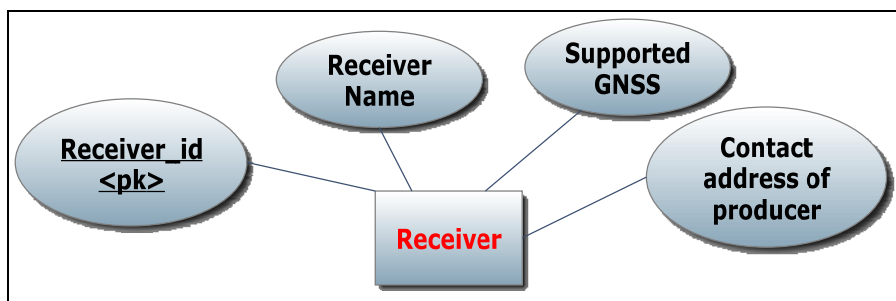 Receiver_id
<pk>
Receiver
Name
Supported
GNSS
Contact
address of
producer
Receiver